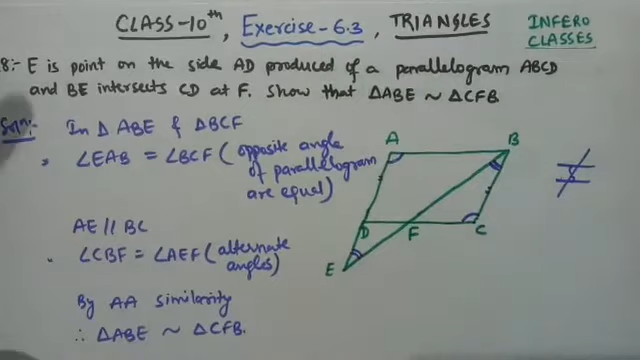 CLASS-10th, Exercise-6.3, TRIANGLES
INFERO
CLASSES
8:- E is point on the side AD produced of a parallelogram ABCD
and BE intersects CD at F. Show that ΔABE ~ ΔCFB
Soln:- In Δ ABE & ΔBCF
∠EAB = ∠BCF (opposite angle
of parallelogram
are equal)
AE // BC
∠CBF = ∠AEF (alternate
angles)
By AA similarity
∴ ΔABE ~ ΔCFB.
A
B
D
F
C
E